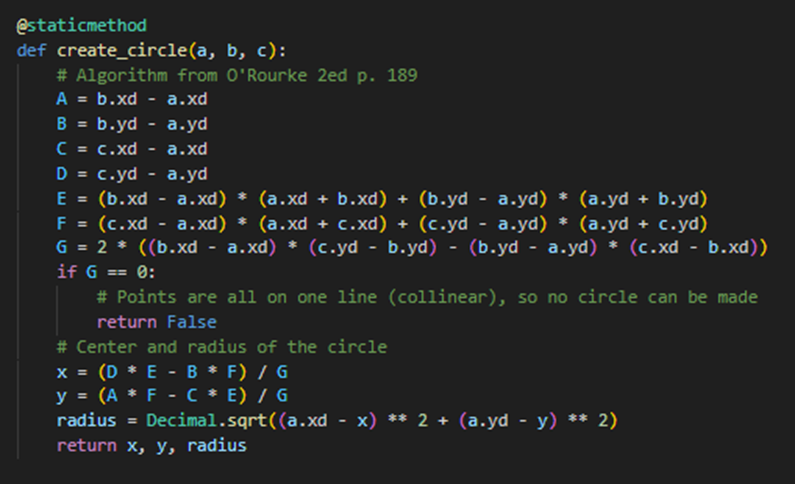 @staticmethod
def create_circle(a, b, c):
    # Algorithm from O'Rourke 2ed p. 189
    A = b.xd - a.xd
    B = b.yd - a.yd
    C = c.xd - a.xd
    D = c.yd - a.yd
    E = (b.xd - a.xd) * (a.xd + b.xd) + (b.yd - a.yd) * (a.yd + b.yd)
    F = (c.xd - a.xd) * (a.xd + c.xd) + (c.yd - a.yd) * (a.yd + c.yd)
    G = 2 * ((b.xd - a.xd) * (c.yd - b.yd) - (b.yd - a.yd) * (c.xd - b.xd))
    if G == 0:
        # Points are all on one line (collinear), so no circle can be made
        return False
    # Center and radius of the circle
    x = (D * E - B * F) / G
    y = (A * F - C * E) / G
    radius = Decimal.sqrt((a.xd - x) ** 2 + (a.yd - y) ** 2)
    return x, y, radius